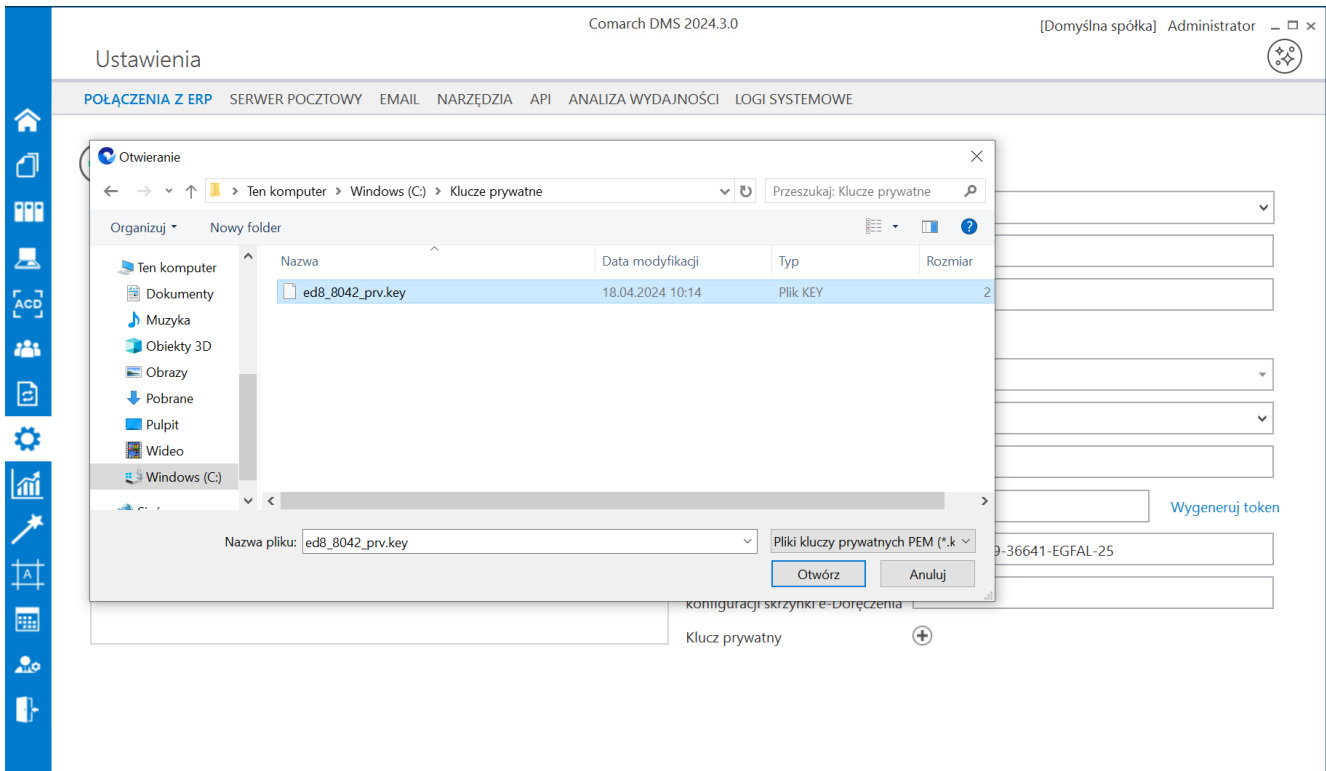 Comarch DMS 2024.3.0
[Domyślna spółka] Administrator
Ustawienia
POŁĄCZENIA Z ERP SERWER POCZTOWY EMAIL NARZĘDZIA API ANALIZA WYDAJNOŚCI LOGI SYSTEMOWE
Otwieranie
Ten komputer > Windows (C:) > Klucze prywatne
Przeszukaj: Klucze prywatne
Organizuj Nowy folder
Nazwa Data modyfikacji Typ Rozmiar
ed8_8042_prv.key 18.04.2024 10:14 Plik KEY 2
Ten komputer
Dokumenty
Muzyka
Obiekty 3D
Obrazy
Pobrane
Pulpit
Wideo
Windows (C:)
Nazwa pliku: ed8_8042_prv.key Pliki kluczy prywatnych PEM (*.k
Otwórz Anuluj
ACD
A
Wygeneruj token
9-36641-EGFAL-25
konfiguracji skrzynki e-Doręczenia
Klucz prywatny